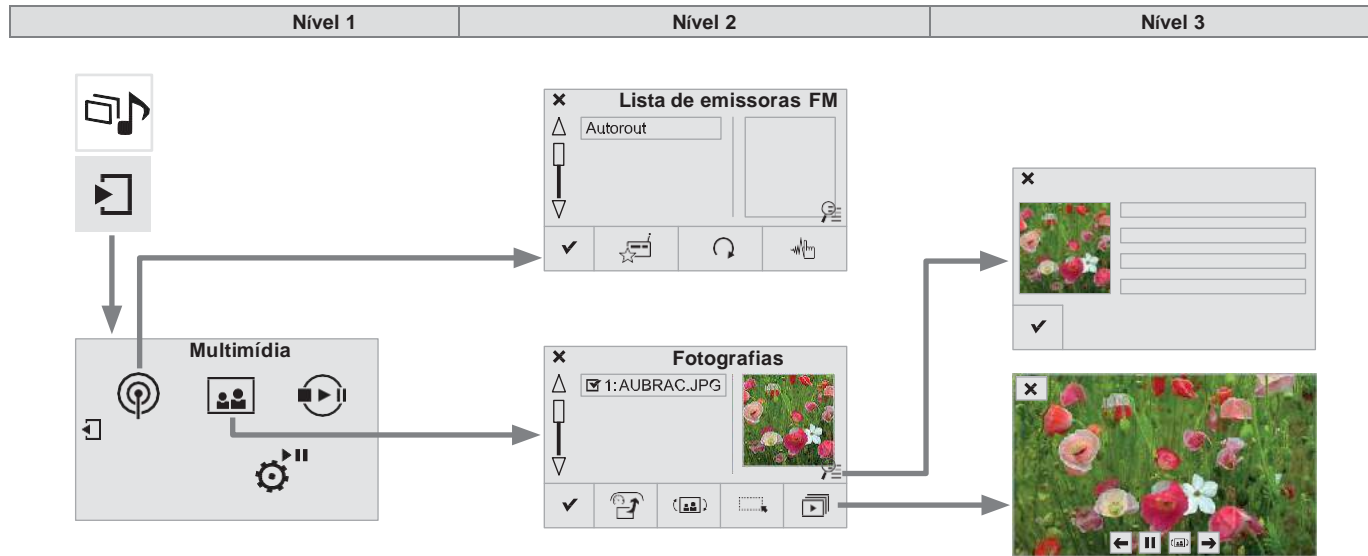 Nível 1
Nível 2
Nível 3
Lista de emissoras FM
Autorout
Multimídia
Fotografias
1:AUBRAC.JPG